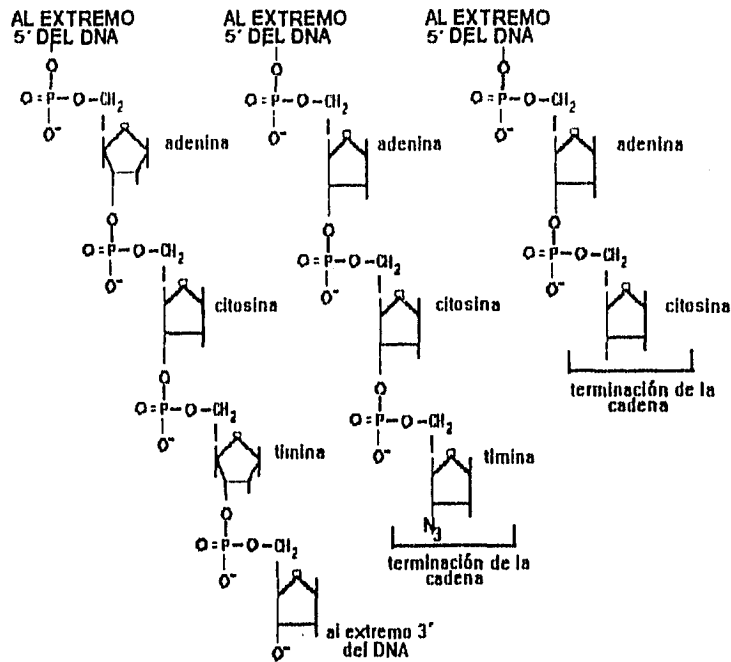 AL EXTREMO
5' DEL DNA
O
O=P-O-CH2
O-
O
adenina
O
O=P-O-CH2
O-
O
citosina
O
O=P-O-CH2
O-
O
timina
O
O=P-O-CH2
O-
O
O-
al extremo 3'
del DNA
AL EXTREMO
5' DEL DNA
O
O=P-O-CH2
O-
O
adenina
O
O=P-O-CH2
O-
O
citosina
O
O=P-O-CH2
O-
O
timina
N3
terminación de la
cadena
AL EXTREMO
5' DEL DNA
O
O=P-O-CH2
O-
O
adenina
O
O=P-O-CH2
O-
O
citosina
terminación de la
cadena